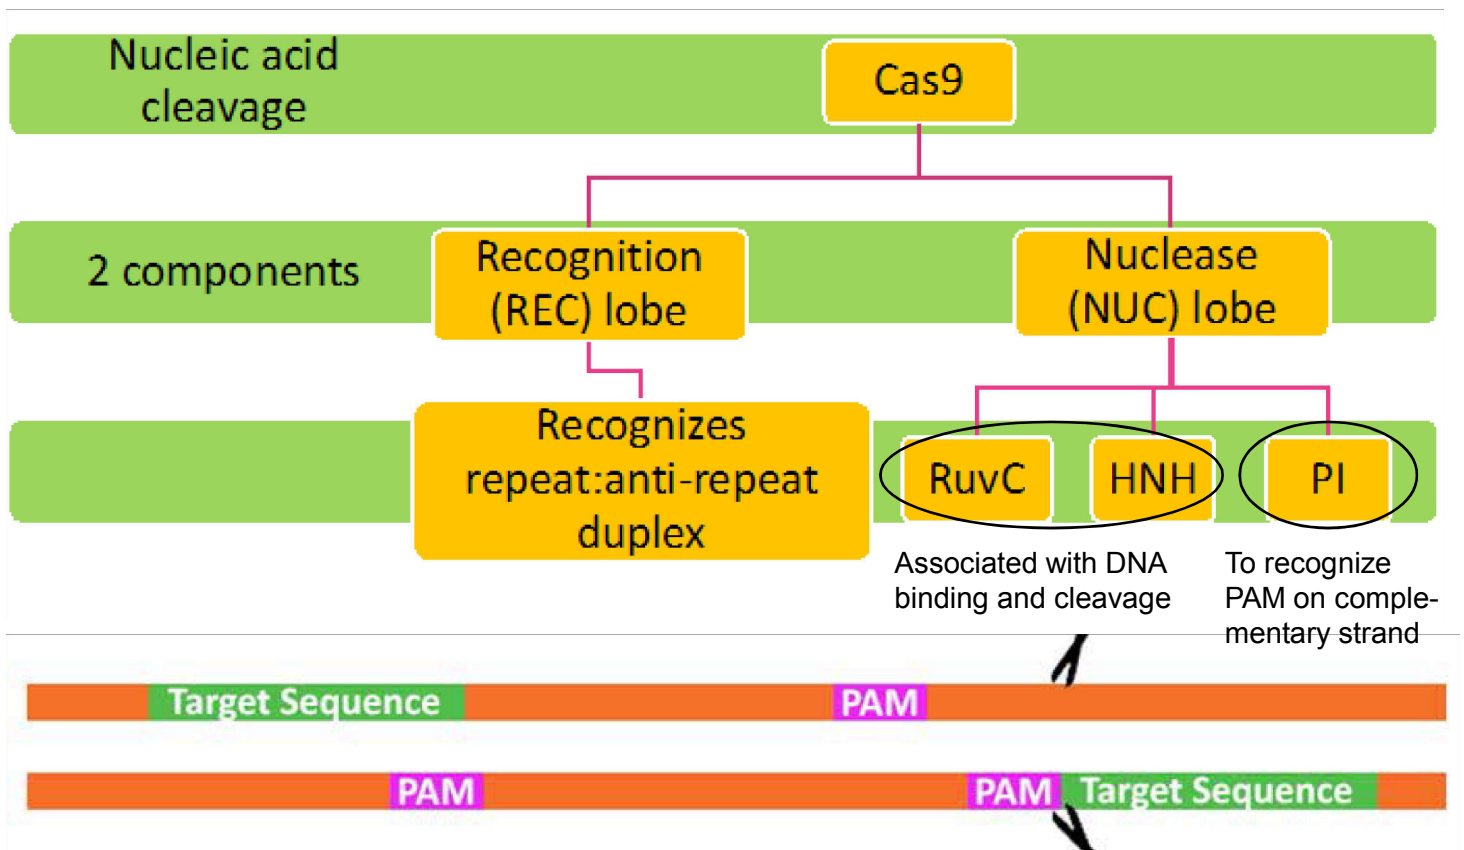 Nucleic acid
cleavage
Cas9
2 components
Recognition
(REC) lobe
Nuclease
(NUC) lobe
Recognizes
repeat:anti-repeat
duplex
RuvC
HNH
PI
Associated with DNA
binding and cleavage
To recognize
PAM on comple-
mentary strand
Target Sequence
PAM
PAM
PAM
Target Sequence